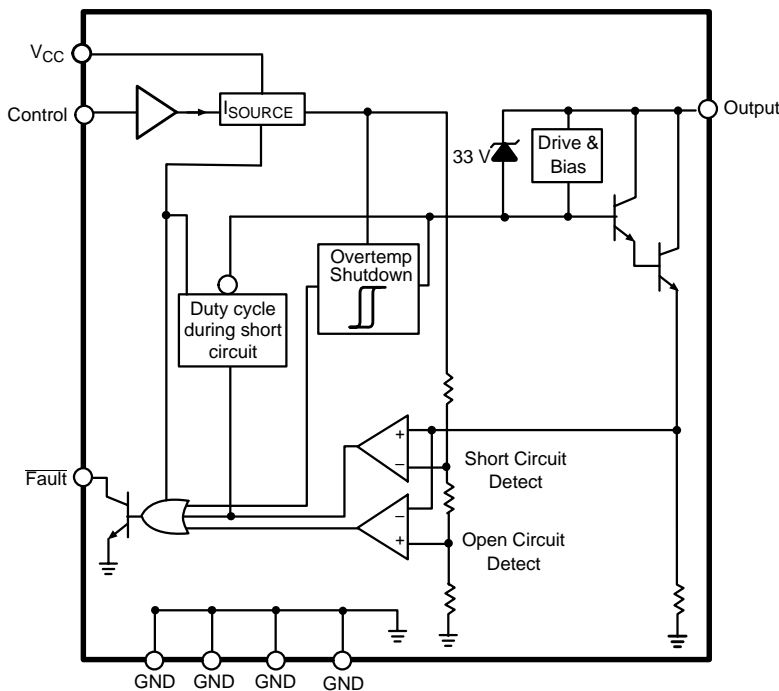 VCC
Control
ISOURCE
Output
33 V
Drive &
Bias
Overtemp
Shutdown
Duty cycle
during short
circuit
+
−
Short Circuit
Detect
Fault
−
+
Open Circuit
Detect
GND
GND
GND
GND